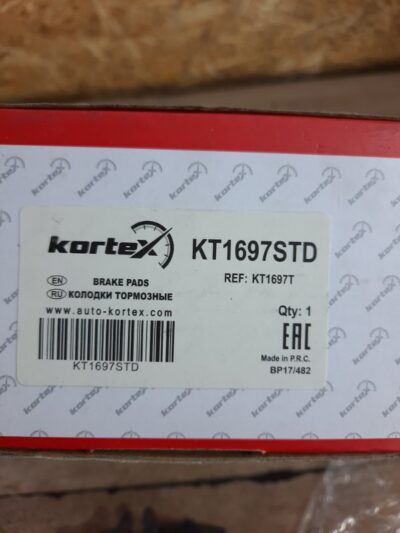 korteX
KT1697STD
REF: KT1697T
EN BRAKE PADS
RU КОЛОДКИ ТОРМОЗНЫЕ
www.auto-kortex.com
Qty: 1
EAC
KT1697STD
Made in P.R.C.
BP17/482